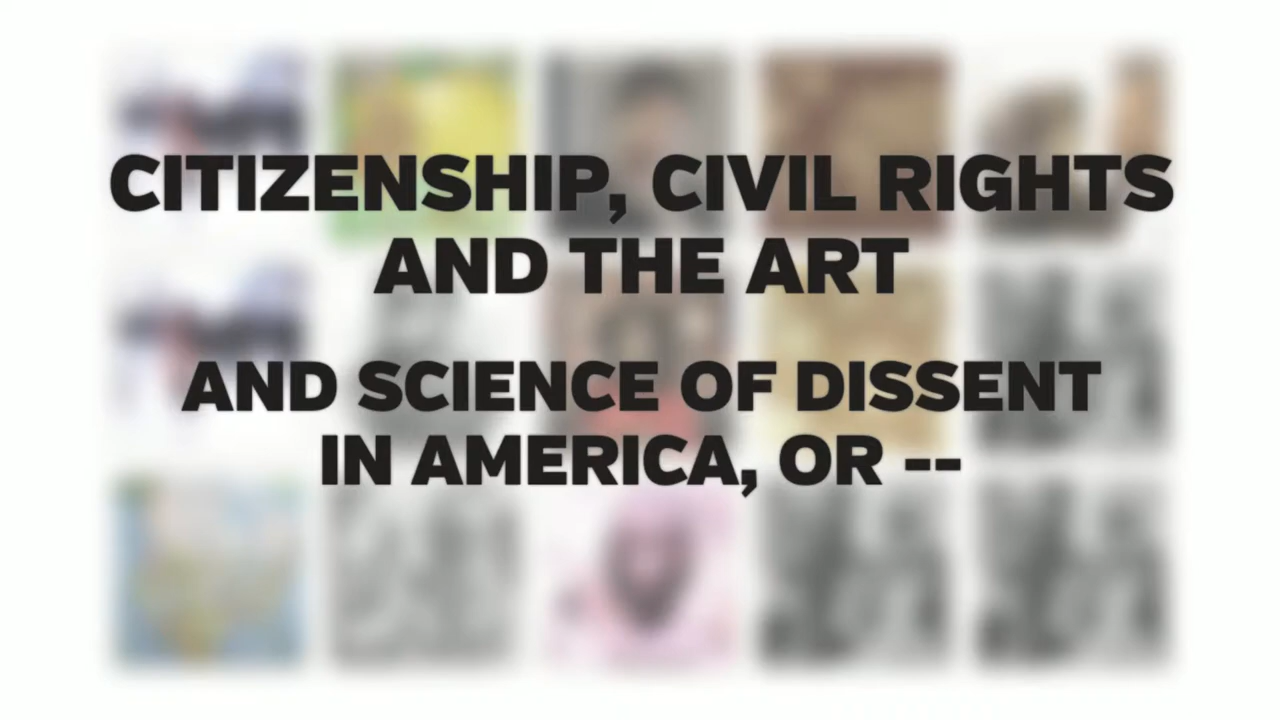 CITIZENSHIP, CIVIL RIGHTS
AND THE ART
AND SCIENCE OF DISSENT
IN AMERICA, OR --